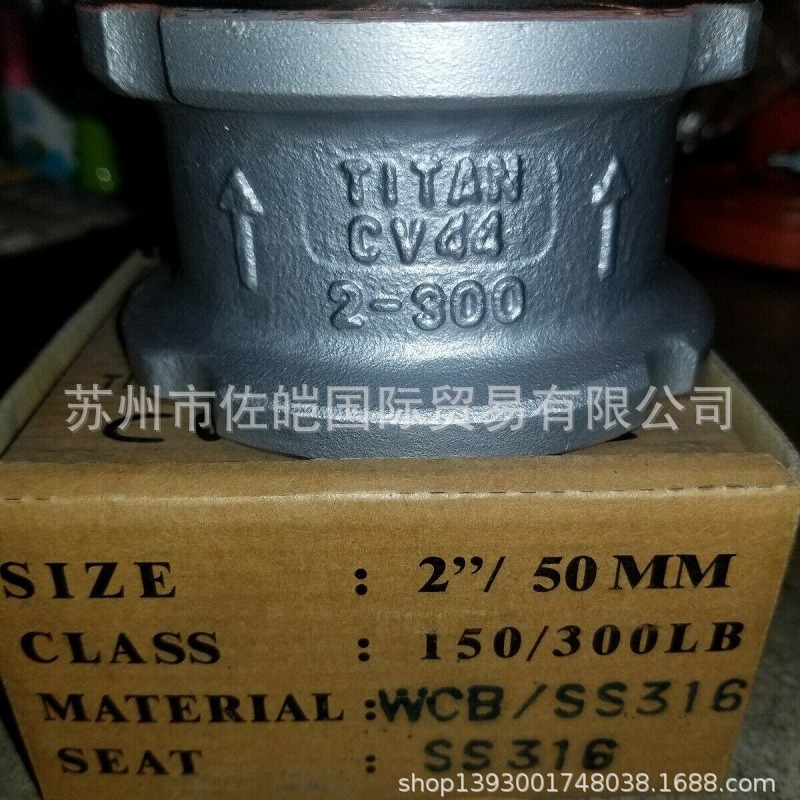 TITAN
CV44
2-300
苏州市佐皑国际贸易有限公司
SIZE : 2”/ 50 MM
CLASS : 150/300LB
MATERIAL :WCB/SS316
SEAT : SS316
shop1393001748038.1688.com